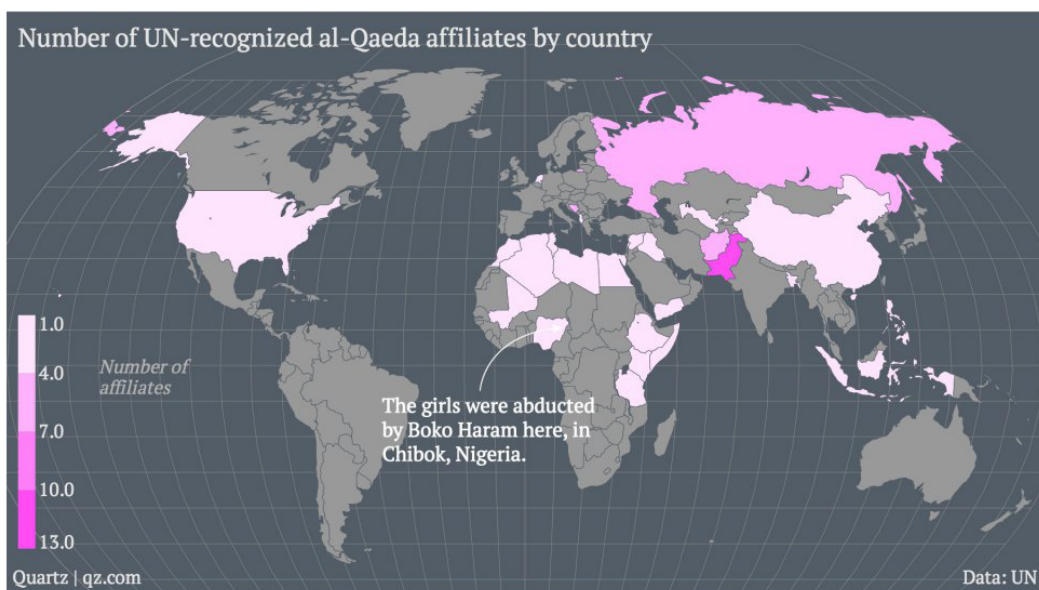 Number of UN-recognized al-Qaeda affiliates by country
1.0
Number of
affiliates
4.0
7.0
10.0
13.0
The girls were abducted
by Boko Haram here, in
Chibok, Nigeria.
Quartz | qz.com
Data: UN